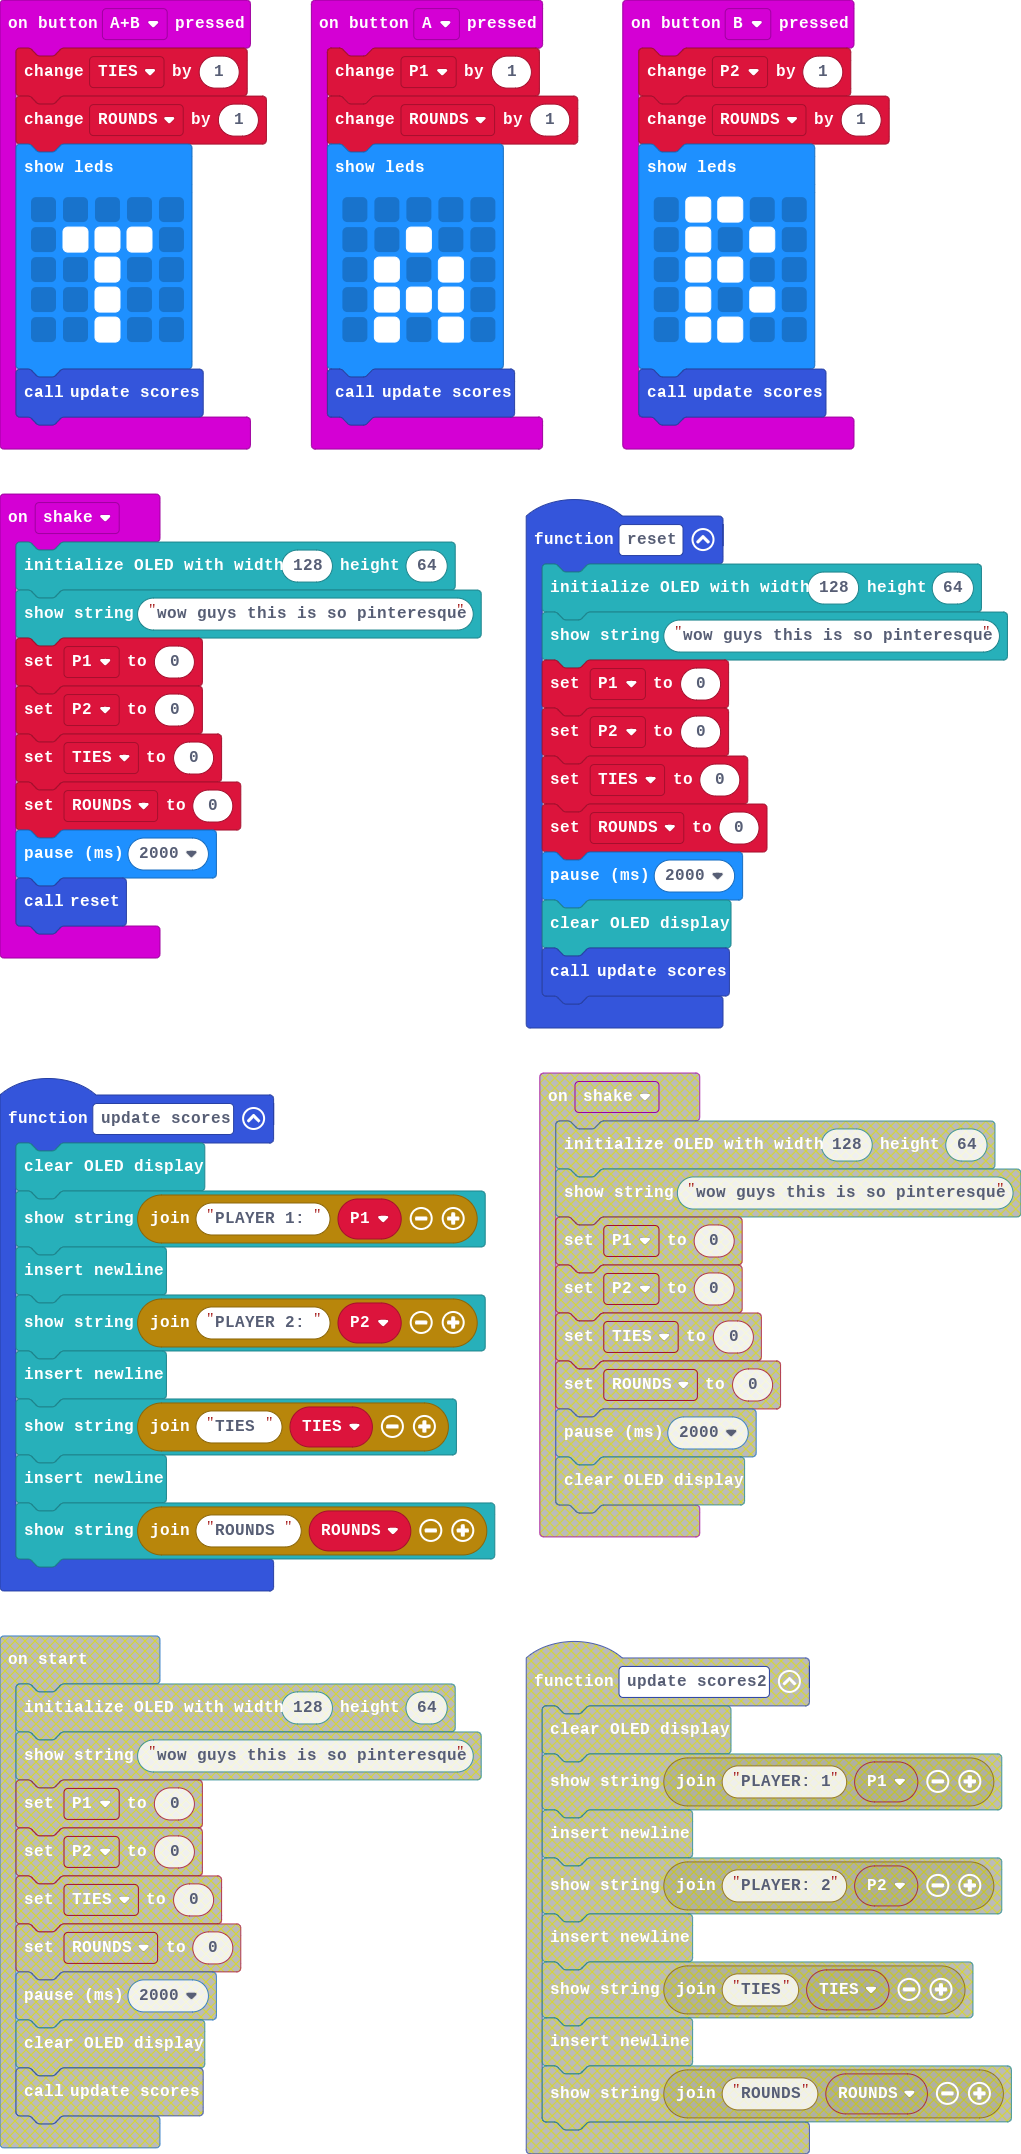 on button A+B pressed
change TIES by 1
change ROUNDS by 1
show leds
call update scores
on button A pressed
change P1 by 1
change ROUNDS by 1
show leds
call update scores
on button B pressed
change P2 by 1
change ROUNDS by 1
show leds
call update scores
on shake
initialize OLED with width 128 height 64
show string "wow guys this is so pinteresque"
set P1 to 0
set P2 to 0
set TIES to 0
set ROUNDS to 0
pause (ms) 2000
call reset
function reset
initialize OLED with width 128 height 64
show string "wow guys this is so pinteresque"
set P1 to 0
set P2 to 0
set TIES to 0
set ROUNDS to 0
pause (ms) 2000
clear OLED display
call update scores
function update scores
clear OLED display
show string join "PLAYER 1: " P1
insert newline
show string join "PLAYER 2: " P2
insert newline
show string join "TIES " TIES
insert newline
show string join "ROUNDS " ROUNDS
on shake
initialize OLED with width 128 height 64
show string "wow guys this is so pinteresque"
set P1 to 0
set P2 to 0
set TIES to 0
set ROUNDS to 0
pause (ms) 2000
clear OLED display
on start
initialize OLED with width 128 height 64
show string "wow guys this is so pinteresque"
set P1 to 0
set P2 to 0
set TIES to 0
set ROUNDS to 0
pause (ms) 2000
clear OLED display
call update scores
function update scores2
clear OLED display
show string join "PLAYER: 1" P1
insert newline
show string join "PLAYER: 2" P2
insert newline
show string join "TIES" TIES
insert newline
show string join "ROUNDS" ROUNDS